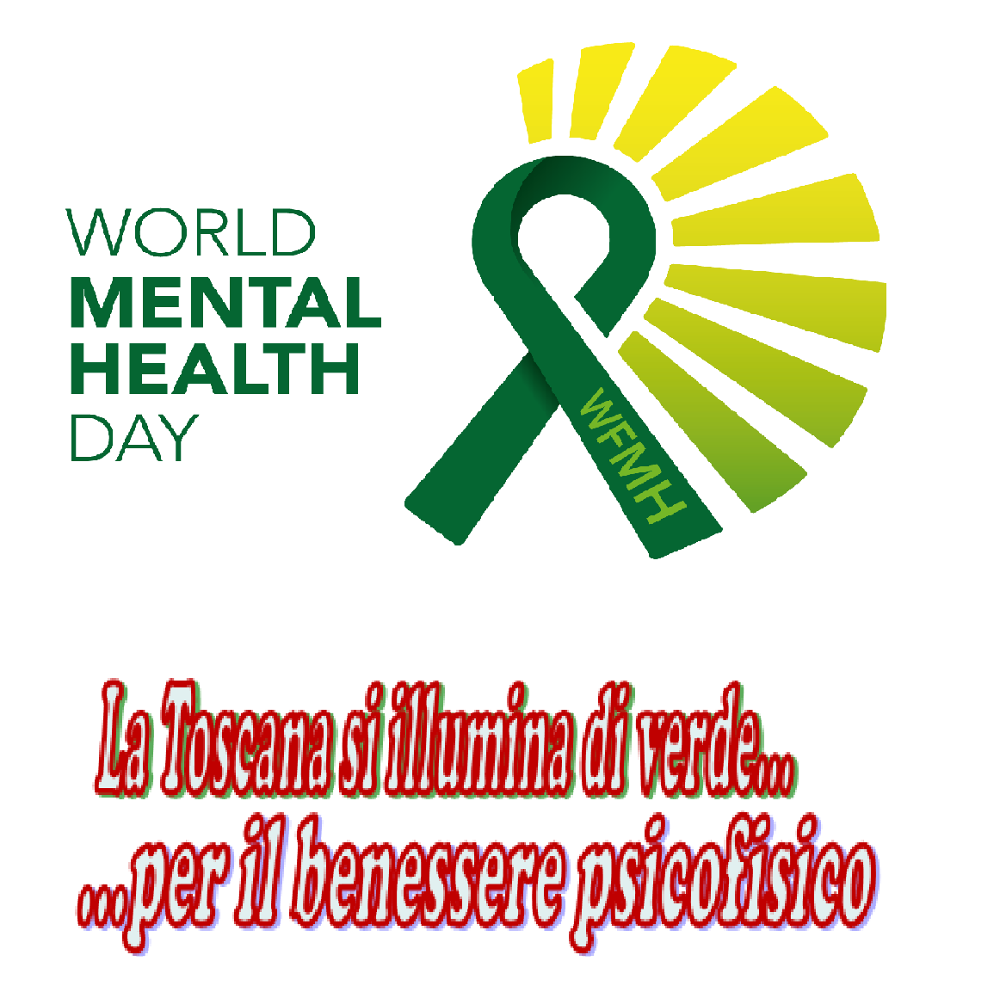 WORLD
MENTAL
HEALTH
DAY
WFMH
La Toscana si illumina di verde...
...per il benessere psicofisico